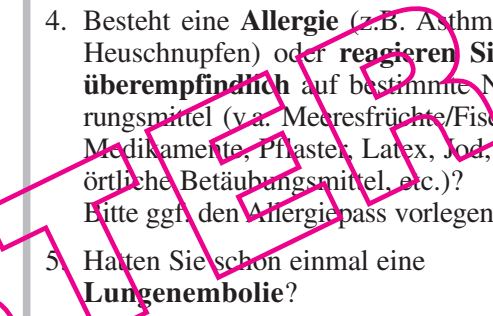 4. Besteht eine Allergie (z.B. Asthm
Heuschnupfen) oder reagieren Si
überempfindlich auf bestimmte N
rungsmittel (v.a. Meeresfrüchte/Fisc
Medikamente, Pflaster, Latex, Jod,
örtliche Betäubungsmittel, etc.)?
Bitte ggf. den Allergiepass vorlegen
5. Hatten Sie schon einmal eine
Lungenembolie?
TER